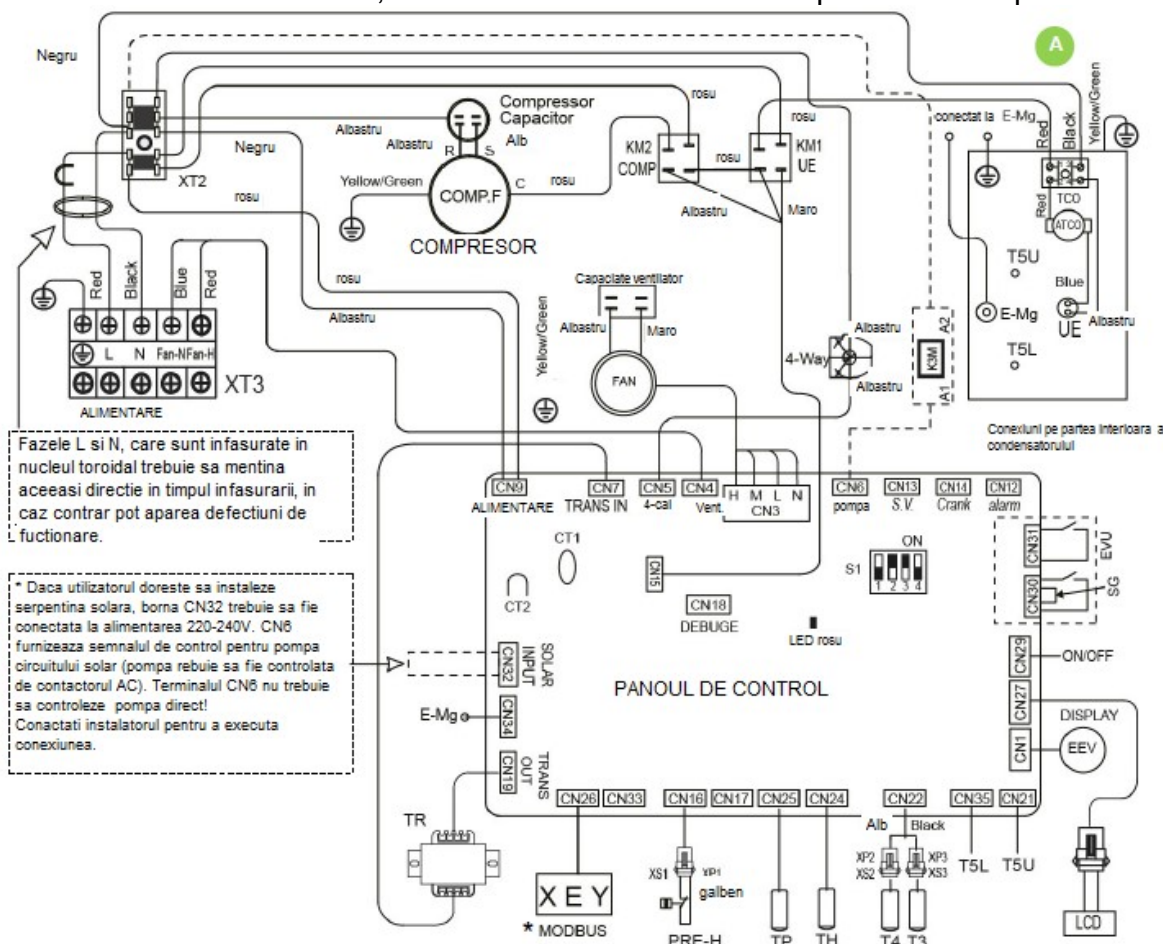 A
Negru
XT2
Albastru
Albastru
Negru
rosu
rosu
Albastru
Compressor
Capacitor
Alb
R
S
C
Yellow/Green
COMP.F
COMPRESOR
rosu
KM2
COMP
rosu
rosu
Albastru
rosu
KM1
UE
Maro
conectat la
E-Mg
Red
Black
Yellow/Green
TCO
Red
ATCO
T5U
Blue
E-Mg
UE
Albastru
T5L
Conexiuni pe partea interioara a
condensatorului
Red
Black
Blue
Red
L N Fan-N Fan-H
XT3
ALIMENTARE
Yellow/Green
Capaciate ventilator
Albastru
Maro
FAN
4-Way
Albastru
Albastru
A2
K3M
A1
Fazele L si N, care sunt infasurate in
nucleul toroidal trebuie sa mentina
aceeasi directie in timpul infasurarii, in
caz contrar pot aparea defectiuni de
fuctionare.
* Daca utilizatorul doreste sa instaleze
serpentina solara, borna CN32 trebuie sa fie
conectata la alimentarea 220-240V. CN6
furnizeaza semnalul de control pentru pompa
circuitului solar (pompa rebuie sa fie controlata
de contactorul AC). Terminalul CN6 nu trebuie
sa controleze pompa direct!
Conactati instalatorul pentru a executa
conexiunea.
CN9
ALIMENTARE
CN7
TRANS IN
CN5
4-cal
CN4
Vent.
H M L N
CN3
CN6
pompa
CN13
S.V.
CN14
Crank
CN12
alarm
CT1
CT2
CN15
CN18
DEBUGE
S1
ON
1 2 3 4
LED rosu
CN31
EVU
CN30
SG
CN29
ON/OFF
CN27
CN1
DISPLAY
EEV
SOLAR
INPUT
CN32
PANOUL DE CONTROL
E-Mg
CN34
TRANS
OUT
CN19
TR
CN26
CN33
CN16
CN17
CN25
CN24
CN22
CN35
CN21
Alb
Black
XEY
* MODBUS
XS1
XP1
galben
PRE-H
TP
TH
XP2
XS2
XP3
XS3
T4
T3
T5L
T5U
LCD